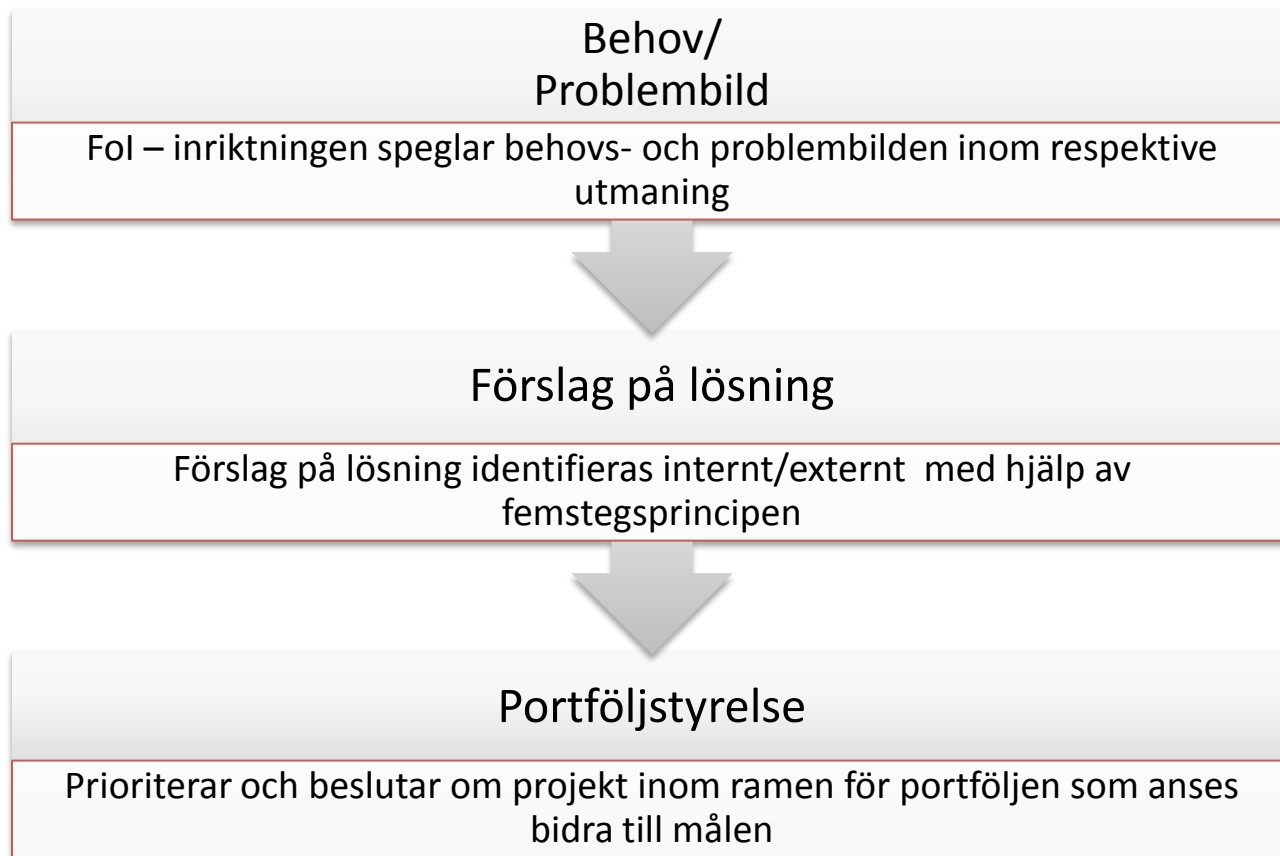 Behov/
Problembild
FoI – inriktningen speglar behovs- och problembilden inom respektive
utmaning
Förslag på lösning
Förslag på lösning identifieras internt/externt  med hjälp av
femstegsprincipen
Portföljstyrelse
Prioriterar och beslutar om projekt inom ramen för portföljen som anses
bidra till målen